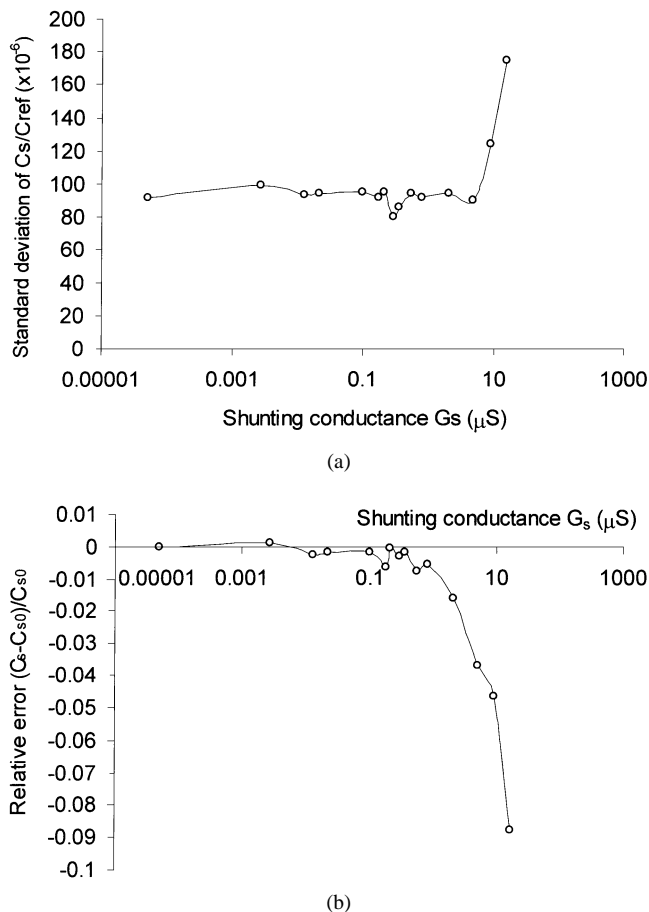 Standard deviation of Cs/Cref (x10⁻⁶)
200
180
160
140
120
100
80
60
40
20
0
0.00001 0.001 0.1 10 1000
Shunting conductance Gs (μS)
(a)
Relative error (Cs-Cs0)/Cs0
Shunting conductance Gs (μS)
0.01
0
-0.01
-0.02
-0.03
-0.04
-0.05
-0.06
-0.07
-0.08
-0.09
-0.1
0.00001 0.001 0.1 10 1000
(b)